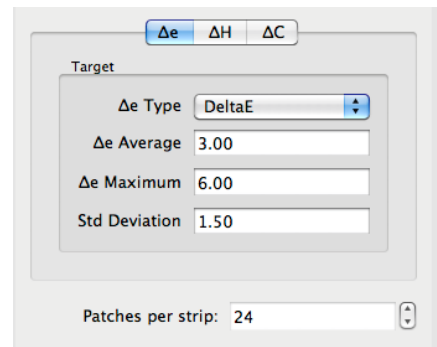 Δe ΔH ΔC
Target
Δe Type DeltaE
Δe Average 3.00
Δe Maximum 6.00
Std Deviation 1.50
Patches per strip: 24